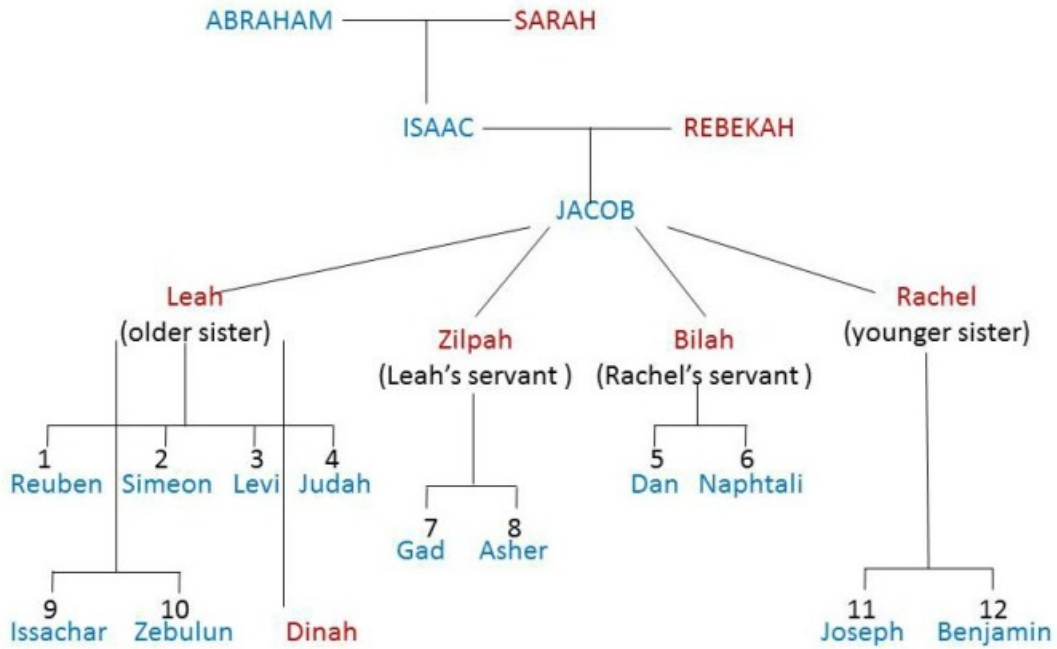 ABRAHAM SARAH
ISAAC REBEKAH
JACOB
Leah
(older sister)
Zilpah
(Leah's servant )
Bilah
(Rachel's servant )
Rachel
(younger sister)
1 2 3 4
Reuben Simeon Levi Judah
5 6
Dan Naphtali
7 8
Gad Asher
9 10
Issachar Zebulun Dinah
11 12
Joseph Benjamin